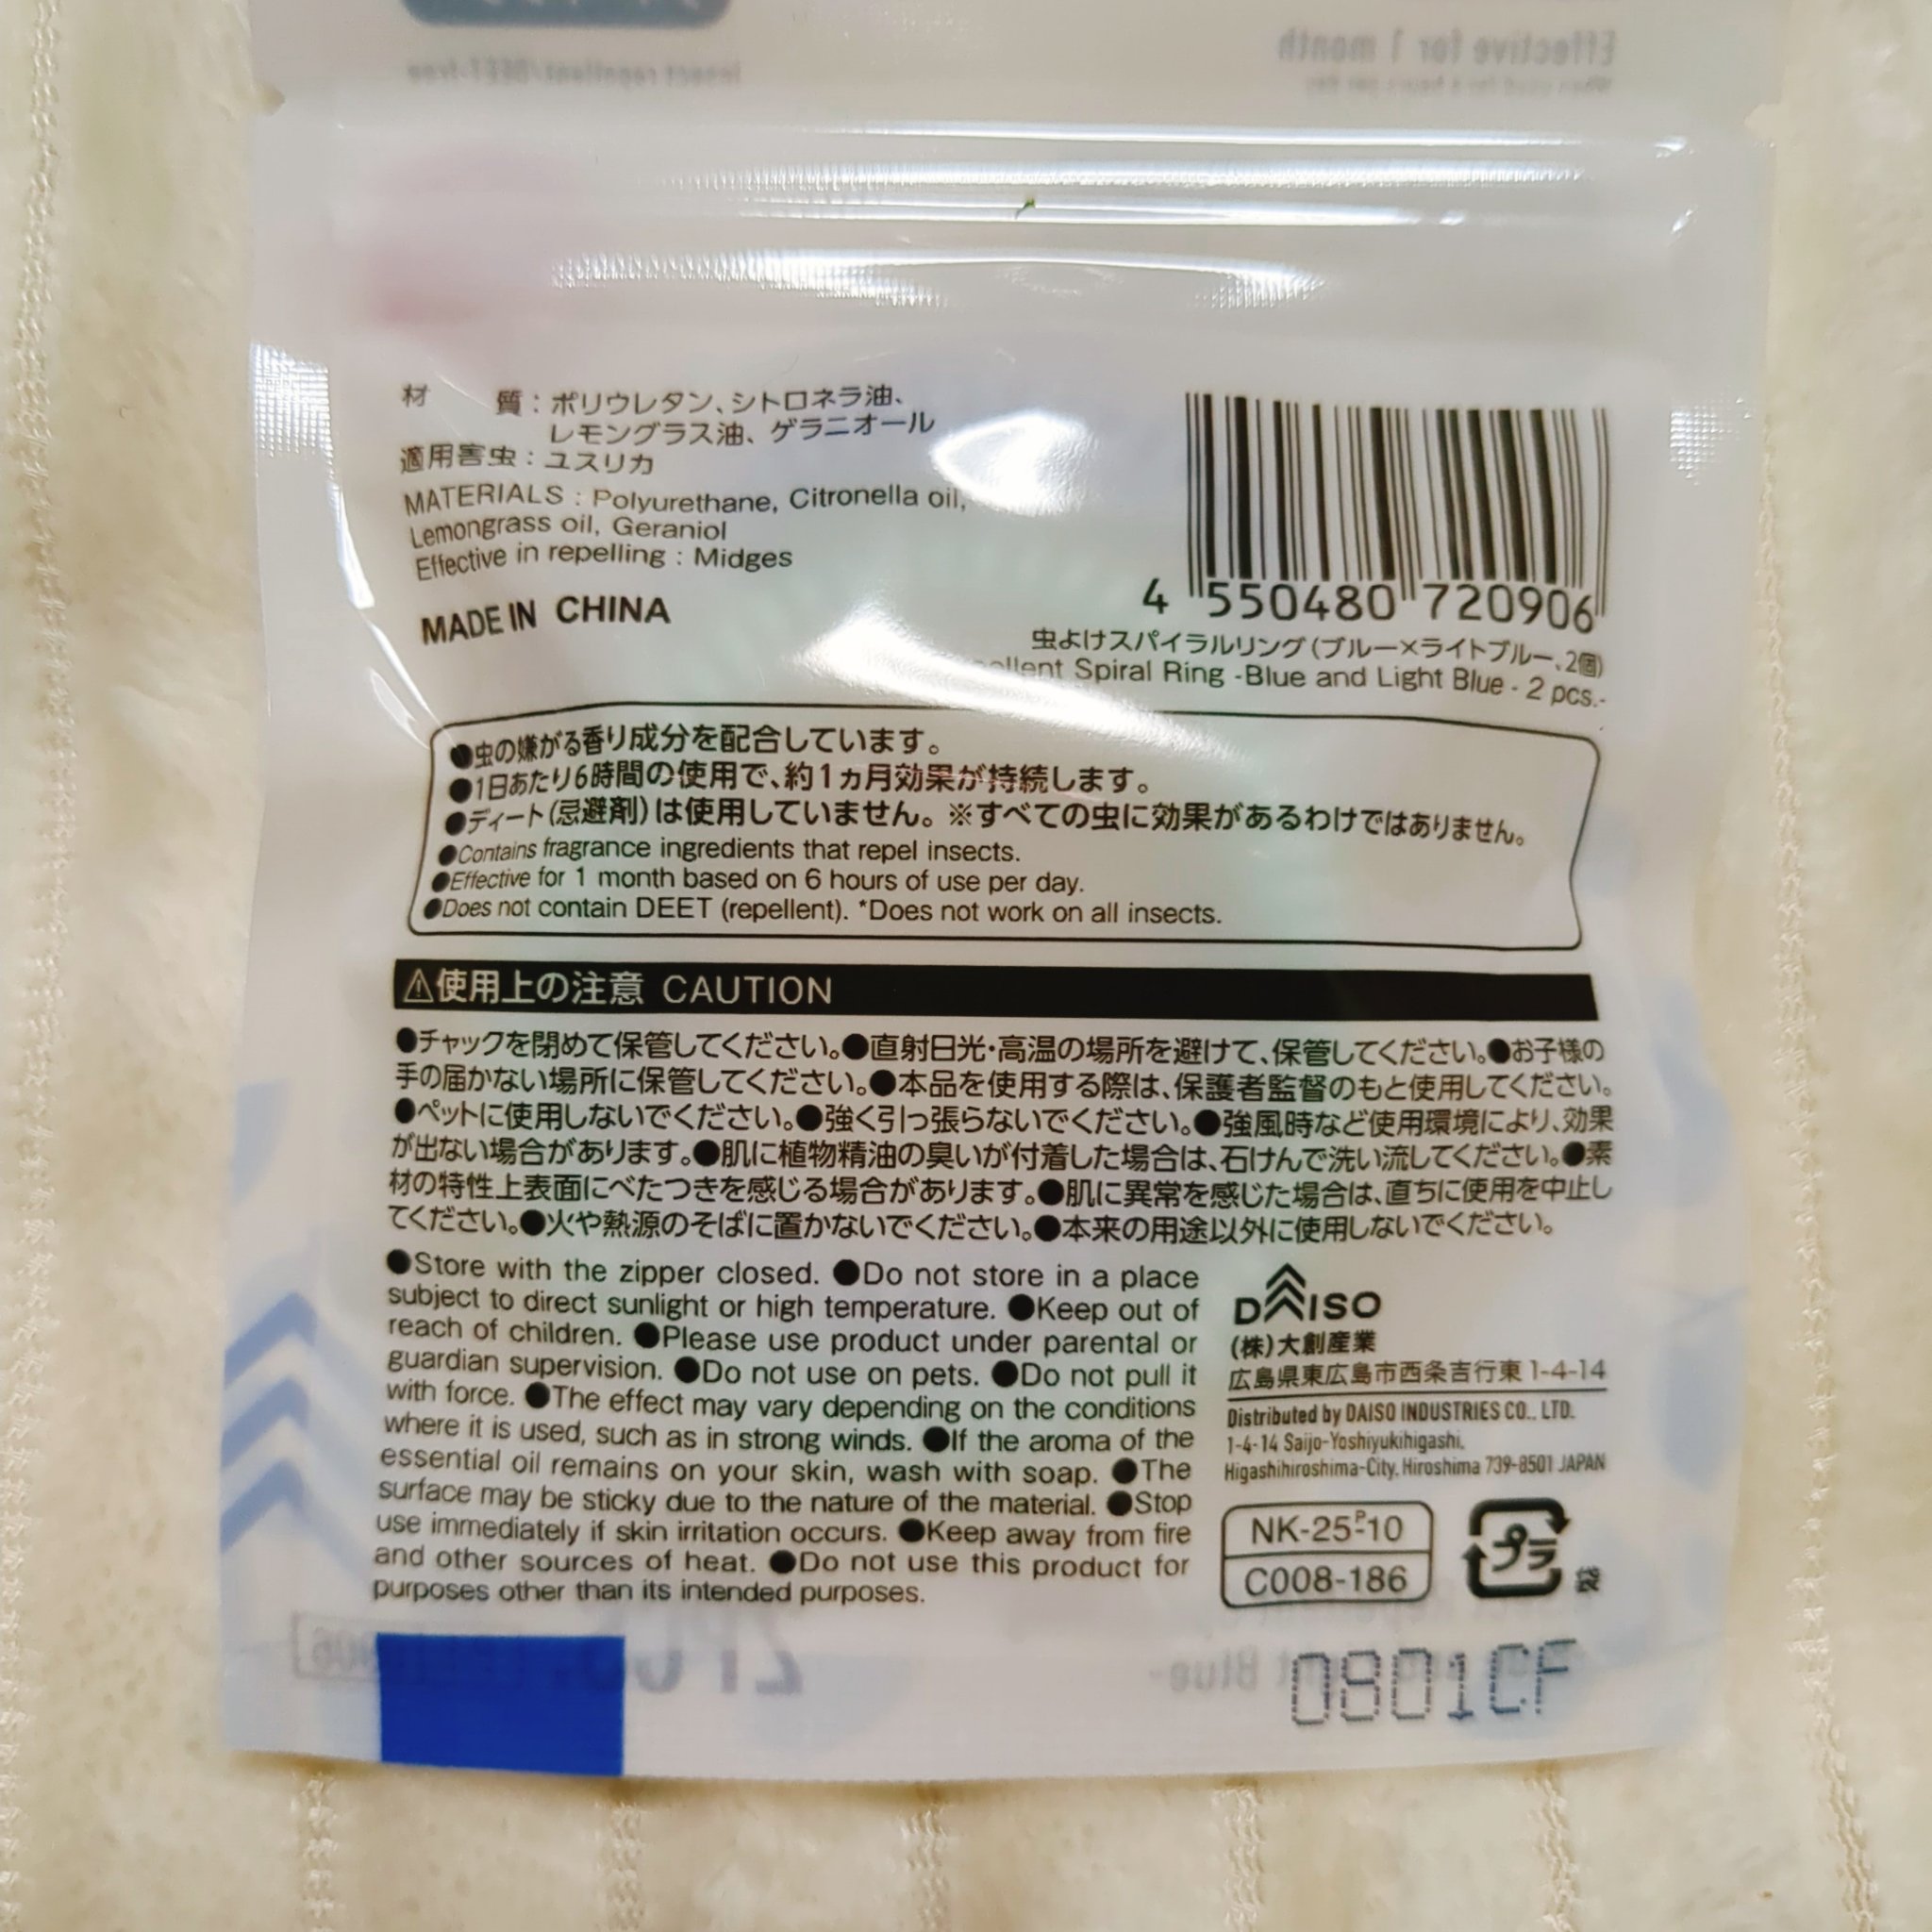 材　　質：ポリウレタン、シトロネラ油、
レモングラス油、ゲラニオール
適用害虫：ユスリカ
MATERIALS : Polyurethane, Citronella oil,
Lemongrass oil, Geraniol
Effective in repelling : Midges
MADE IN CHINA
4 550480 720906
虫よけスパイラルリング(ブルー×ライトブルー、2個)
Spiral Ring -Blue and Light Blue - 2 pcs.-
●虫の嫌がる香り成分を配合しています。
●1日あたり6時間の使用で、約1ヵ月効果が持続します。
●ディート(忌避剤)は使用していません。※すべての虫に効果があるわけではありません。
●Contains fragrance ingredients that repel insects.
●Effective for 1 month based on 6 hours of use per day.
●Does not contain DEET (repellent). *Does not work on all insects.
⚠使用上の注意 CAUTION
●チャックを閉めて保管してください。●直射日光・高温の場所を避けて、保管してください。●お子様の
手の届かない場所に保管してください。●本品を使用する際は、保護者監督のもと使用してください。
●ペットに使用しないでください。●強く引っ張らないでください。●強風時など使用環境により、効果
が出ない場合があります。●肌に植物精油の臭いが付着した場合は、石けんで洗い流してください。●素
材の特性上表面にべたつきを感じる場合があります。●肌に異常を感じた場合は、直ちに使用を中止し
てください。●火や熱源のそばに置かないでください。●本来の用途以外に使用しないでください。
●Store with the zipper closed. ●Do not store in a place
subject to direct sunlight or high temperature. ●Keep out of
reach of children. ●Please use product under parental or
guardian supervision. ●Do not use on pets. ●Do not pull it
with force. ●The effect may vary depending on the conditions
where it is used, such as in strong winds. ●If the aroma of the
essential oil remains on your skin, wash with soap. ●The
surface may be sticky due to the nature of the material. ●Stop
use immediately if skin irritation occurs. ●Keep away from fire
and other sources of heat. ●Do not use this product for
purposes other than its intended purposes.
DAISO
(株)大創産業
広島県東広島市西条吉行東1-4-14
Distributed by DAISO INDUSTRIES CO., LTD.
1-4-14 Saijo-Yoshiyukihigashi,
Higashihiroshima-City, Hiroshima 739-8501 JAPAN
NK-25-P-10
C008-186
プラ
袋
0801CF